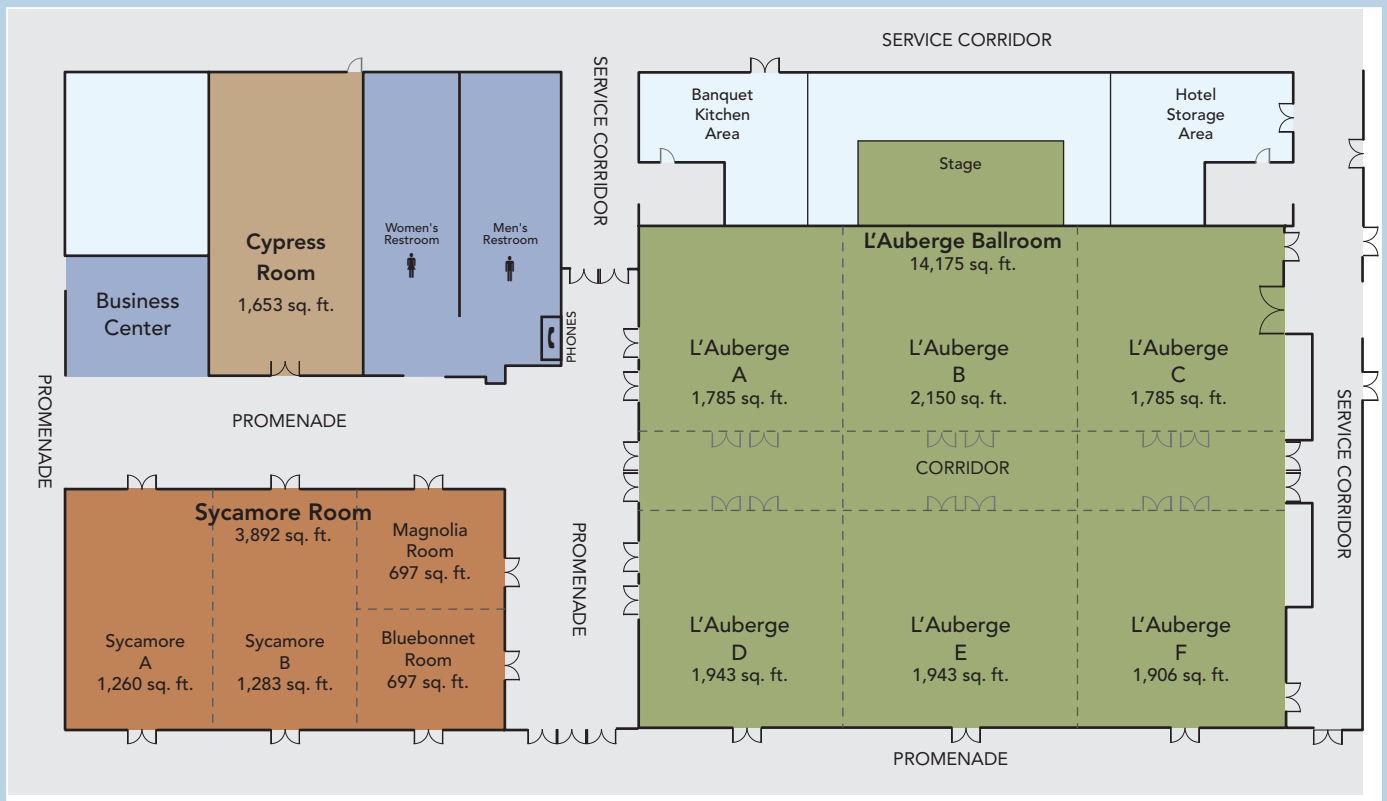 SERVICE CORRIDOR
SERVICE CORRIDOR
Banquet
Kitchen
Area
Hotel
Storage
Area
Stage
Cypress
Room
1,653 sq. ft.
Women's
Restroom
Men's
Restroom
Business
Center
PHONES
L'Auberge Ballroom
14,175 sq. ft.
L'Auberge
A
1,785 sq. ft.
L'Auberge
B
2,150 sq. ft.
L'Auberge
C
1,785 sq. ft.
PROMENADE
PROMENADE
SERVICE CORRIDOR
CORRIDOR
Sycamore Room
3,892 sq. ft.
Magnolia
Room
697 sq. ft.
PROMENADE
Sycamore
A
1,260 sq. ft.
Sycamore
B
1,283 sq. ft.
Bluebonnet
Room
697 sq. ft.
L'Auberge
D
1,943 sq. ft.
L'Auberge
E
1,943 sq. ft.
L'Auberge
F
1,906 sq. ft.
PROMENADE